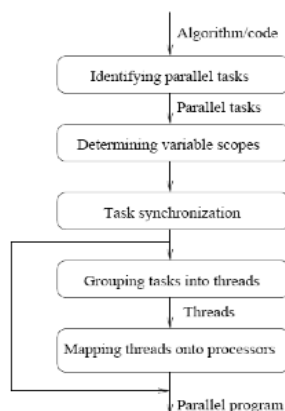 Algorithm/code
Identifying parallel tasks
Parallel tasks
Determining variable scopes
Task synchronization
Grouping tasks into threads
Threads
Mapping threads onto processors
Parallel program